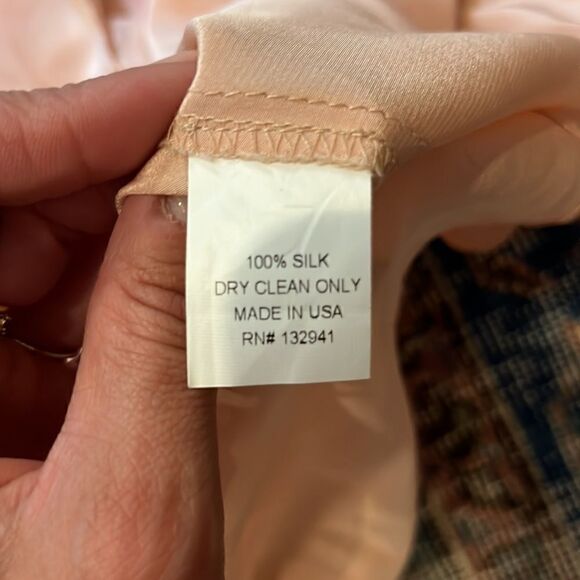 100% SILK
DRY CLEAN ONLY
MADE IN USA
RN# 132941